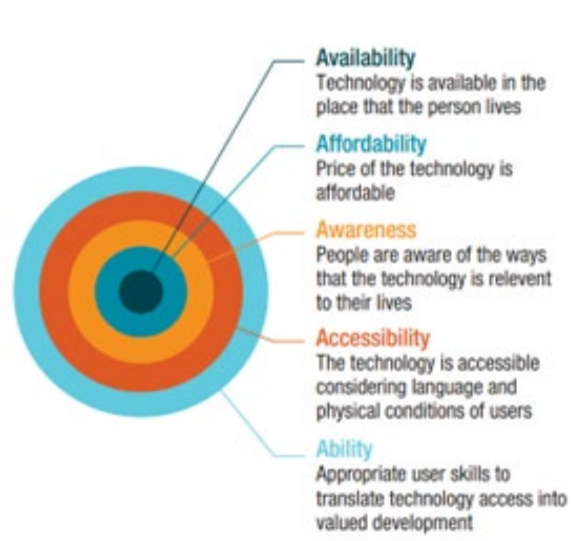 Availability
Technology is available in the
place that the person lives
Affordability
Price of the technology is
affordable
Awareness
People are aware of the ways
that the technology is relevent
to their lives
Accessibility
The technology is accessible
considering language and
physical conditions of users
Ability
Appropriate user skills to
translate technology access into
valued development